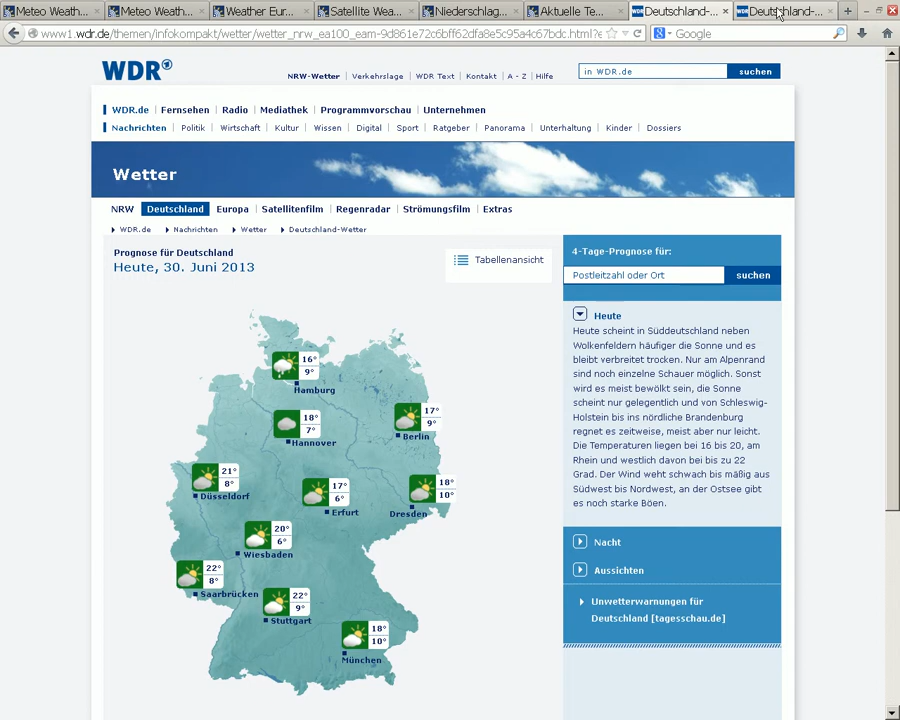 Meteo Weath...
Meteo Weath...
Weather Eur...
Satellite Wea...
Niederschlag...
Aktuelle Te...
Deutschland-...
Deutschland-...
www1.wdr.de/themen/infokompakt/wetter/wetter_nrw_ea100_eam-9d861e72c6bff62dfa8e5c95a4c67bdc.html?e
Google
WDR
NRW-Wetter
Verkehrslage
WDR Text
Kontakt
A - Z
Hilfe
in WDR.de
suchen
WDR.de
Fernsehen
Radio
Mediathek
Programmvorschau
Unternehmen
Nachrichten
Politik
Wirtschaft
Kultur
Wissen
Digital
Sport
Ratgeber
Panorama
Unterhaltung
Kinder
Dossiers
Wetter
NRW
Deutschland
Europa
Satellitenfilm
Regenradar
Strömungsfilm
Extras
WDR.de
Nachrichten
Wetter
Deutschland-Wetter
Prognose für Deutschland
Heute, 30. Juni 2013
Tabellenansicht
16°
9°
Hamburg
18°
7°
Hannover
17°
9°
Berlin
21°
8°
Düsseldorf
17°
6°
Erfurt
18°
10°
Dresden
20°
6°
Wiesbaden
22°
8°
Saarbrücken
22°
9°
Stuttgart
18°
10°
München
4-Tage-Prognose für:
Postleitzahl oder Ort
suchen
Heute
Heute scheint in Süddeutschland neben
Wolkenfeldern häufiger die Sonne und es
bleibt verbreitet trocken. Nur am Alpenrand
sind noch einzelne Schauer möglich. Sonst
wird es meist bewölkt sein, die Sonne
scheint nur gelegentlich und von Schleswig-
Holstein bis ins nördliche Brandenburg
regnet es zeitweise, meist aber nur leicht.
Die Temperaturen liegen bei 16 bis 20, am
Rhein und westlich davon bei bis zu 22
Grad. Der Wind weht schwach bis mäßig aus
Südwest bis Nordwest, an der Ostsee gibt
es noch starke Böen.
Nacht
Aussichten
Unwetterwarnungen für
Deutschland [tagesschau.de]